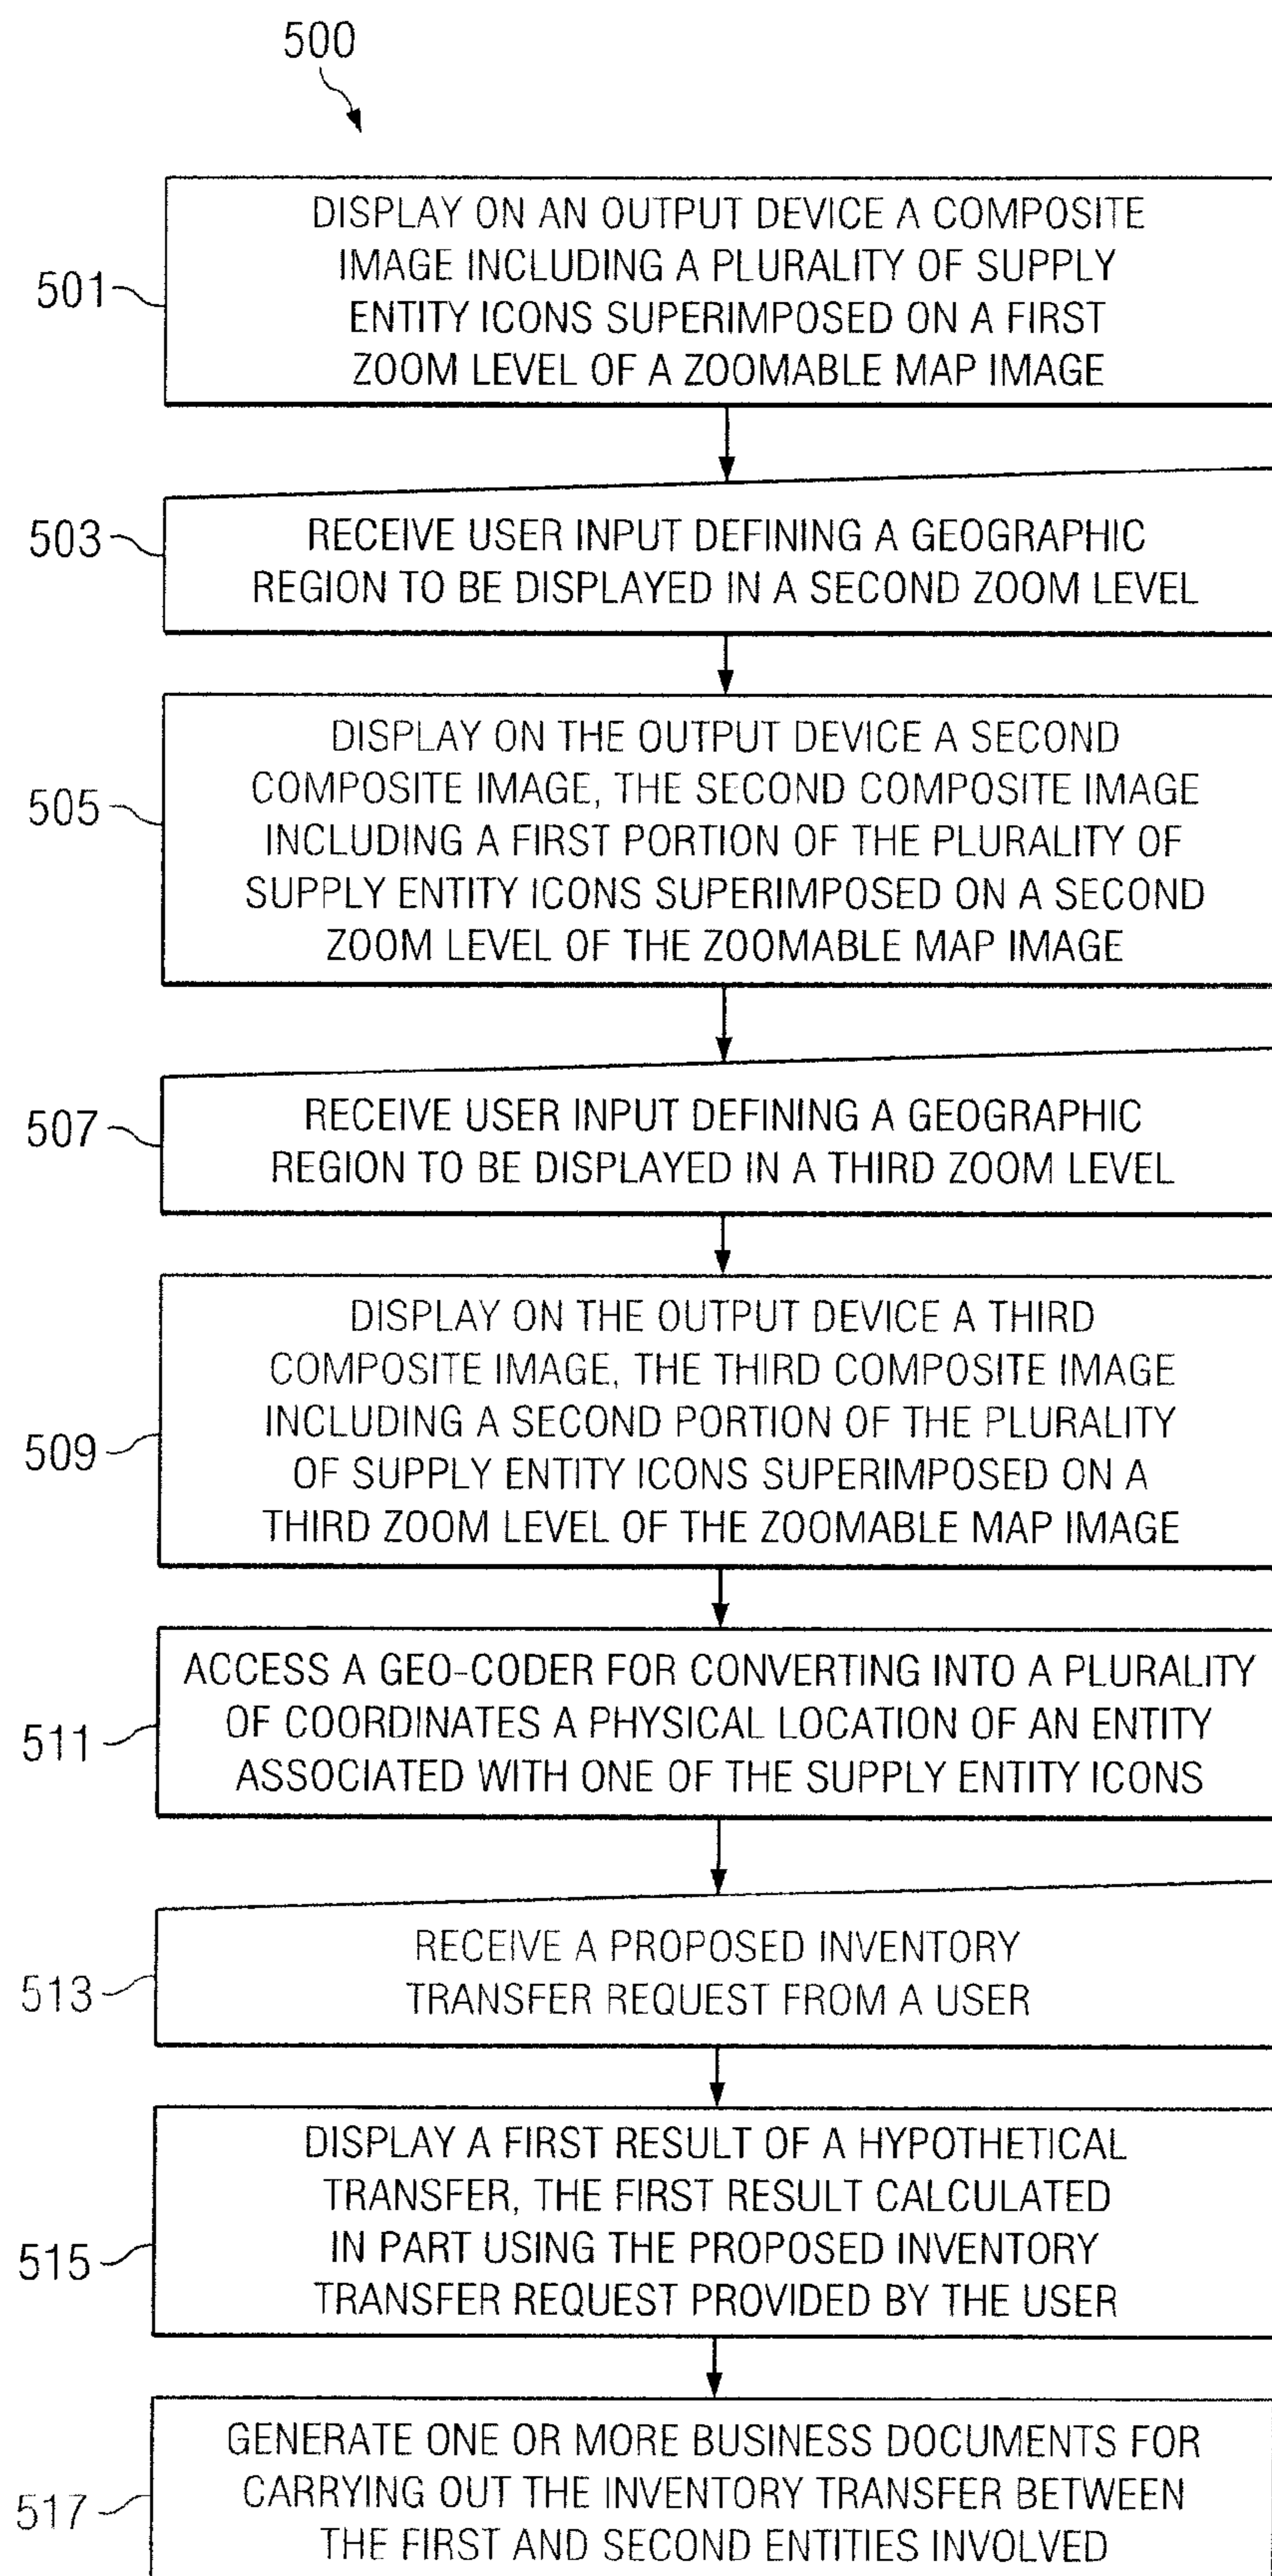 500
501
DISPLAY ON AN OUTPUT DEVICE A COMPOSITE
IMAGE INCLUDING A PLURALITY OF SUPPLY
ENTITY ICONS SUPERIMPOSED ON A FIRST
ZOOM LEVEL OF A ZOOMABLE MAP IMAGE
503
RECEIVE USER INPUT DEFINING A GEOGRAPHIC
REGION TO BE DISPLAYED IN A SECOND ZOOM LEVEL
505
DISPLAY ON THE OUTPUT DEVICE A SECOND
COMPOSITE IMAGE, THE SECOND COMPOSITE IMAGE
INCLUDING A FIRST PORTION OF THE PLURALITY OF
SUPPLY ENTITY ICONS SUPERIMPOSED ON A SECOND
ZOOM LEVEL OF THE ZOOMABLE MAP IMAGE
507
RECEIVE USER INPUT DEFINING A GEOGRAPHIC
REGION TO BE DISPLAYED IN A THIRD ZOOM LEVEL
509
DISPLAY ON THE OUTPUT DEVICE A THIRD
COMPOSITE IMAGE, THE THIRD COMPOSITE IMAGE
INCLUDING A SECOND PORTION OF THE PLURALITY
OF SUPPLY ENTITY ICONS SUPERIMPOSED ON A
THIRD ZOOM LEVEL OF THE ZOOMABLE MAP IMAGE
511
ACCESS A GEO-CODER FOR CONVERTING INTO A PLURALITY
OF COORDINATES A PHYSICAL LOCATION OF AN ENTITY
ASSOCIATED WITH ONE OF THE SUPPLY ENTITY ICONS
513
RECEIVE A PROPOSED INVENTORY
TRANSFER REQUEST FROM A USER
515
DISPLAY A FIRST RESULT OF A HYPOTHETICAL
TRANSFER, THE FIRST RESULT CALCULATED
IN PART USING THE PROPOSED INVENTORY
TRANSFER REQUEST PROVIDED BY THE USER
517
GENERATE ONE OR MORE BUSINESS DOCUMENTS FOR
CARRYING OUT THE INVENTORY TRANSFER BETWEEN
THE FIRST AND SECOND ENTITIES INVOLVED